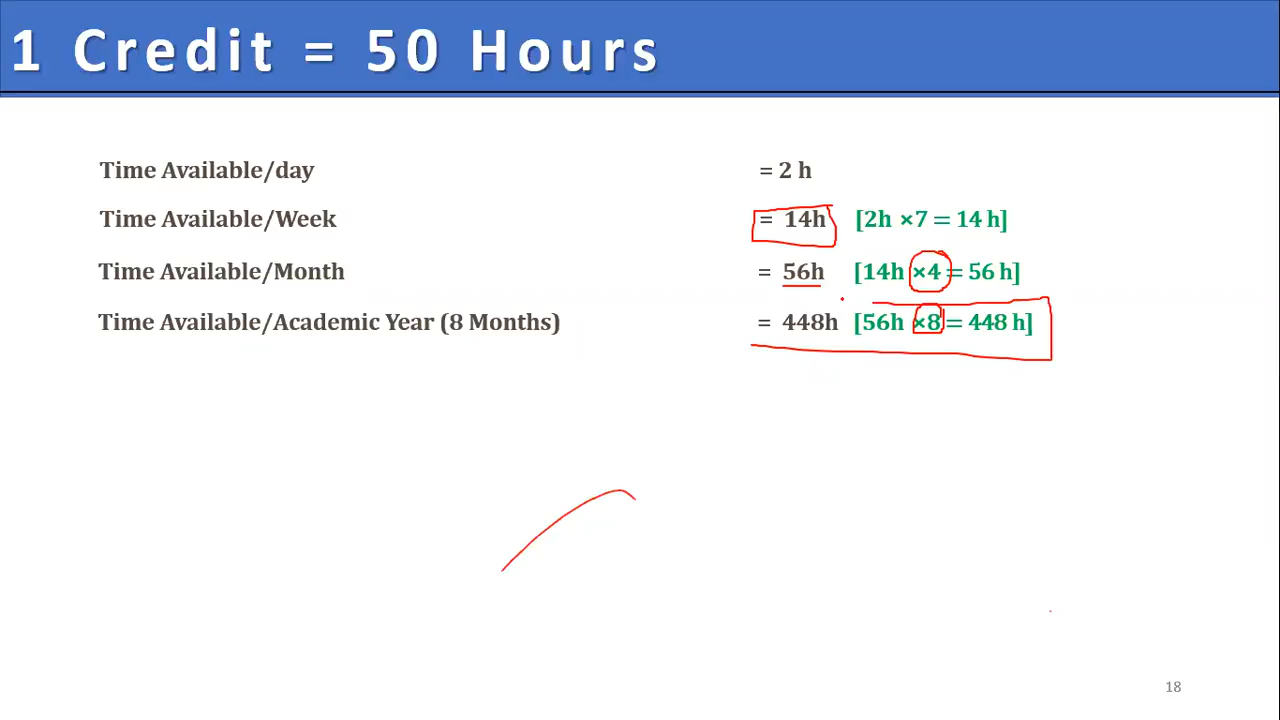 1 Credit = 50 Hours
Time Available/day = 2 h
Time Available/Week = 14h [2h ×7 = 14 h]
Time Available/Month = 56h [14h ×4 = 56 h]
Time Available/Academic Year (8 Months) = 448h [56h ×8 = 448 h]
18